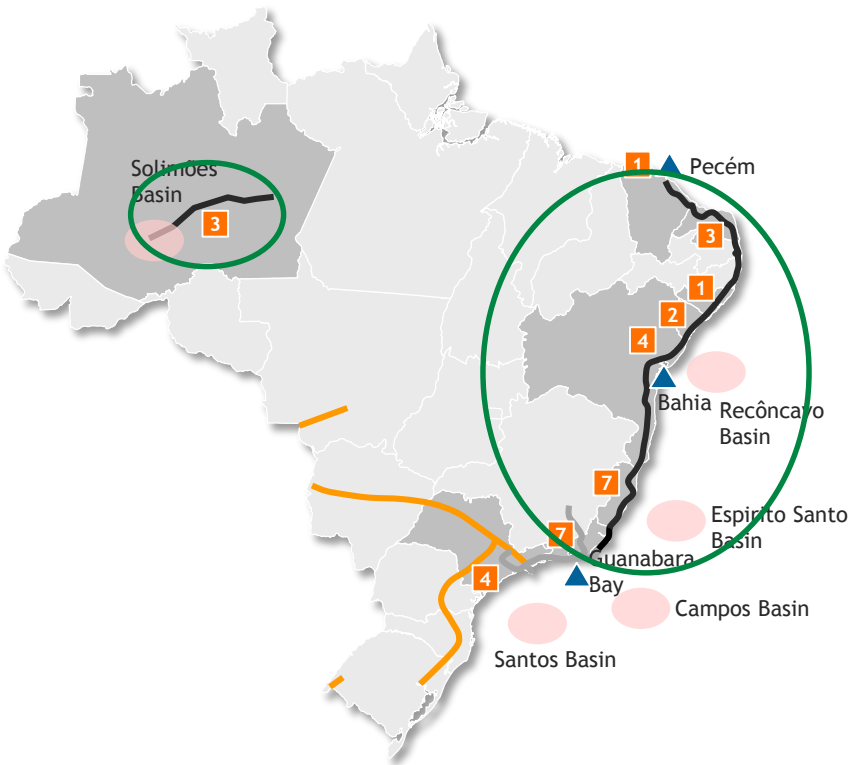 Solimões
Basin
3
1
Pecém
3
1
2
4
Bahia
Recôncavo
Basin
7
Espirito Santo
Basin
7
Guanabara
Bay
4
Campos Basin
Santos Basin